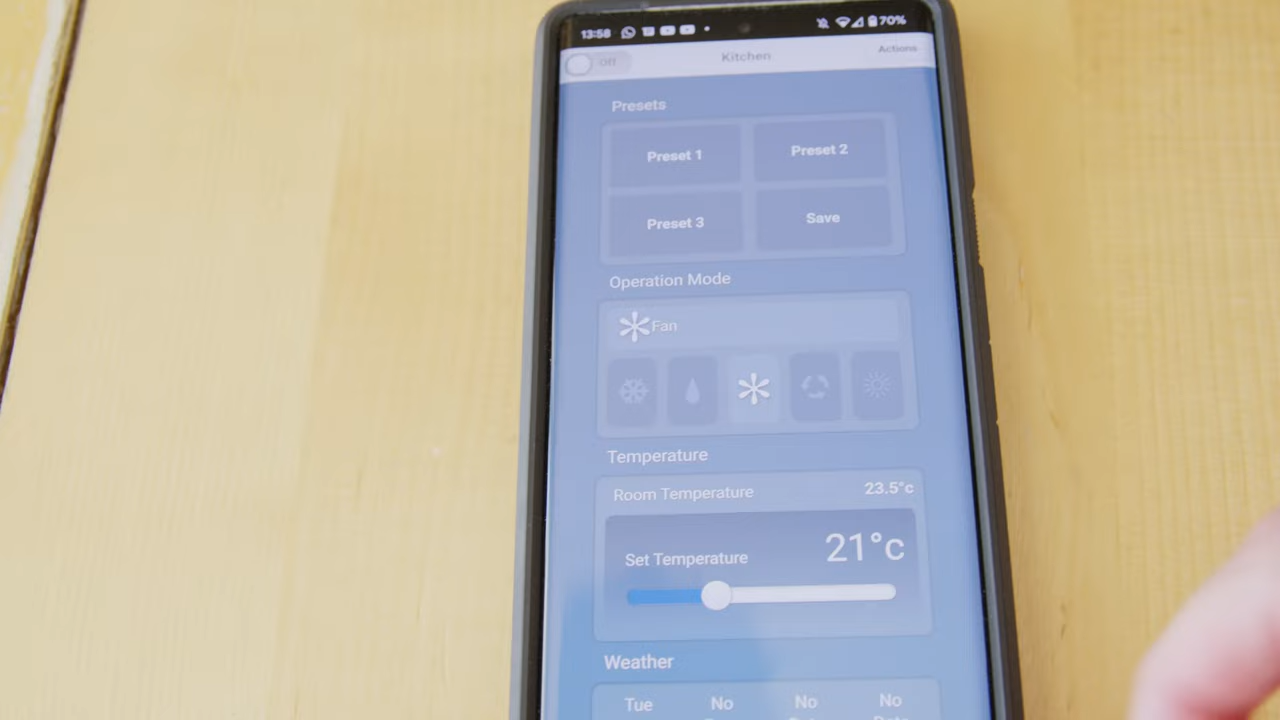 13:58 70%
Off Kitchen Actions
Presets
Preset 1 Preset 2
Preset 3 Save
Operation Mode
Fan
Temperature
Room Temperature 23.5°c
Set Temperature 21°c
Weather
Tue No No No